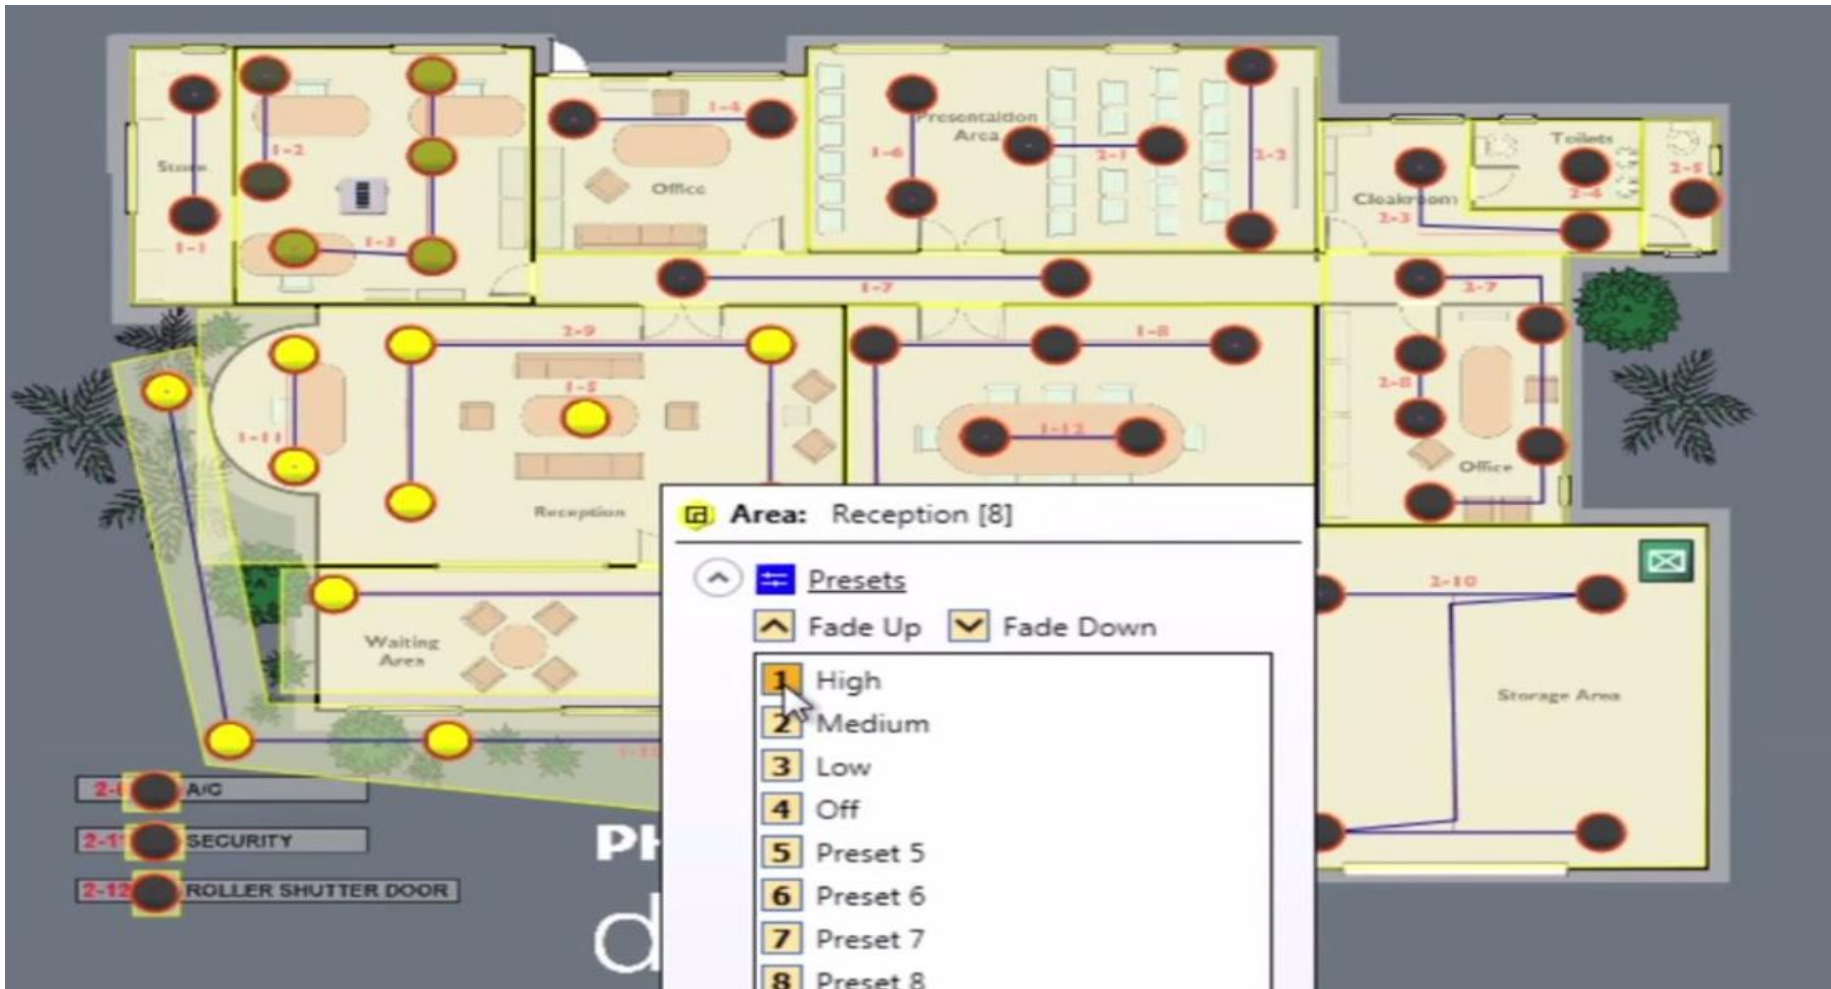 1-4
Presentaion
Area
Toilets
1-2
1-6
2-1
2-2
2-5
Store
Office
2-4
Cloakroom
2-3
1-1
1-3
1-7
2-7
2-9
1-8
1-5
2-8
1-11
1-12
Office
Reception
Area: Reception [8]
Presets
2-10
Fade Up
Fade Down
Waiting
Area
1 High
Storage Area
2 Medium
3 Low
A/C
4 Off
SECURITY
PH
5 Preset 5
2-12
ROLLER SHUTTER DOOR
6 Preset 6
d
7 Preset 7
8 Preset 8